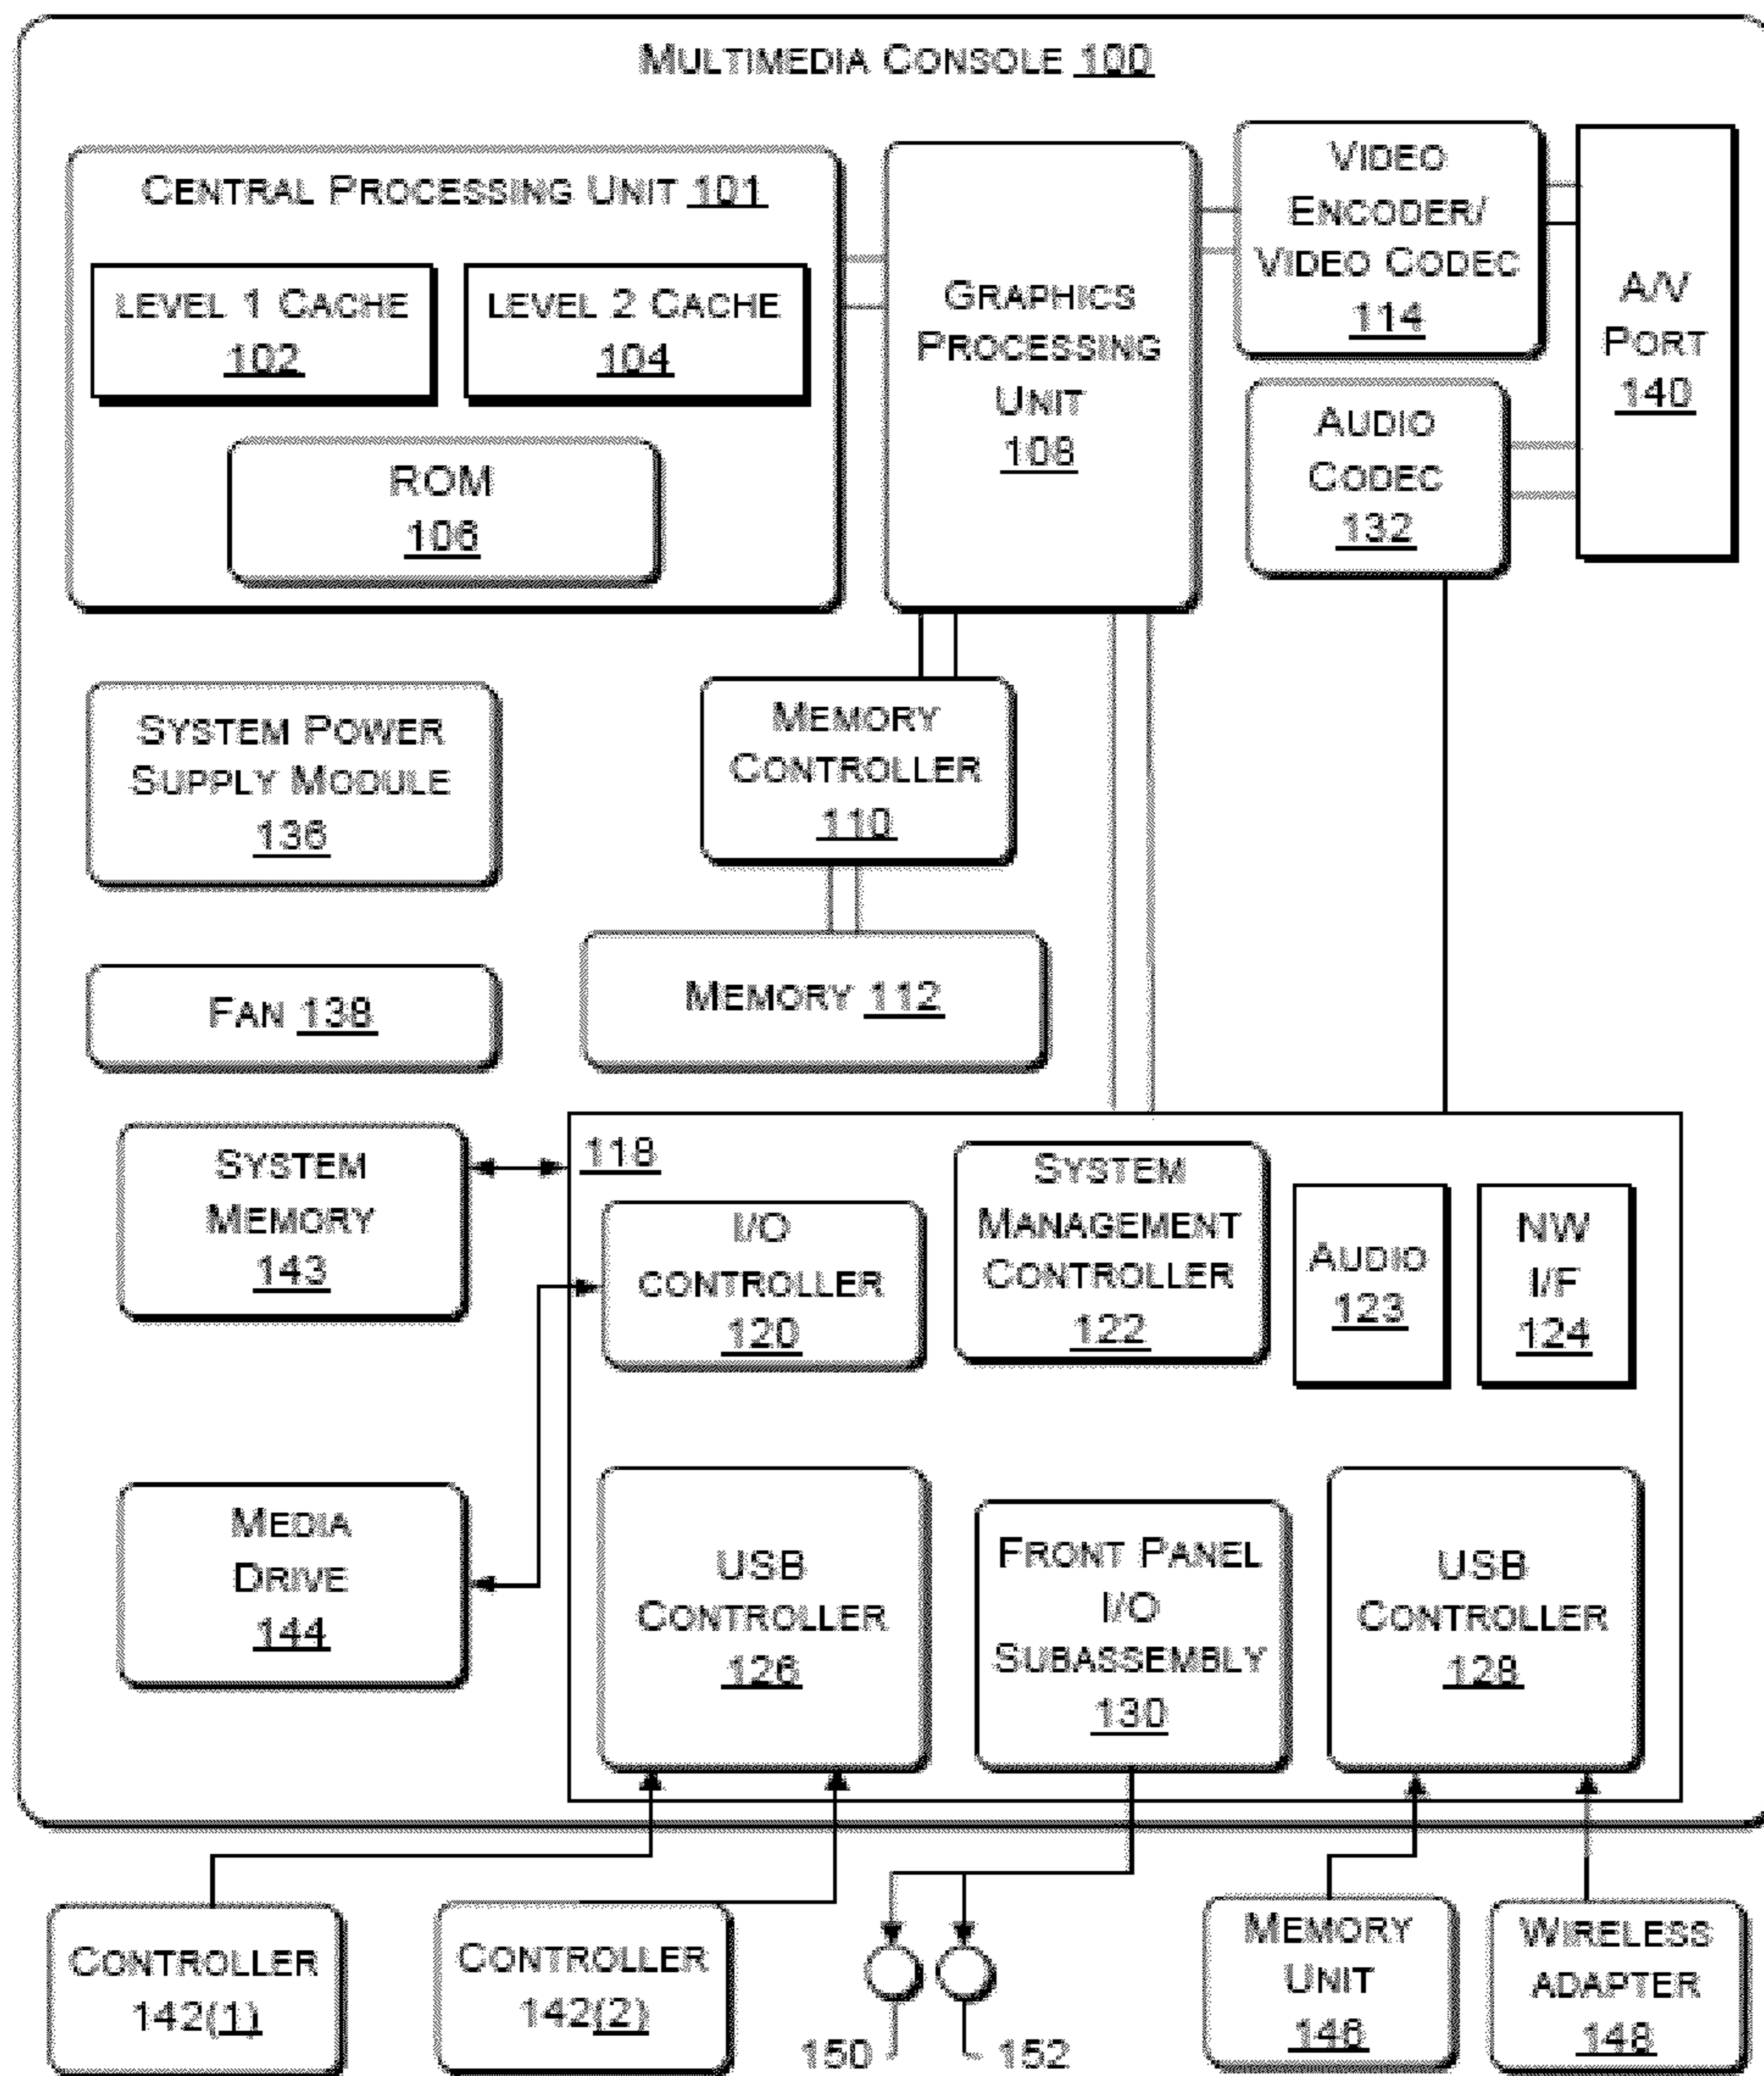 MULTIMEDIA CONSOLE 100
CENTRAL PROCESSING UNIT 101
LEVEL 1 CACHE
102
LEVEL 2 CACHE
104
ROM
106
GRAPHICS
PROCESSING
UNIT
108
VIDEO
ENCODER/
VIDEO CODEC
114
AUDIO
CODEC
132
A/V
PORT
140
SYSTEM POWER
SUPPLY MODULE
136
MEMORY
CONTROLLER
110
FAN 138
MEMORY 112
SYSTEM
MEMORY
143
118
I/O
CONTROLLER
120
SYSTEM
MANAGEMENT
CONTROLLER
122
AUDIO
123
NW
I/F
124
MEDIA
DRIVE
144
USB
CONTROLLER
126
FRONT PANEL
I/O
SUBASSEMBLY
130
USB
CONTROLLER
128
CONTROLLER
142(1)
CONTROLLER
142(2)
150
152
MEMORY
UNIT
146
WIRELESS
ADAPTER
148